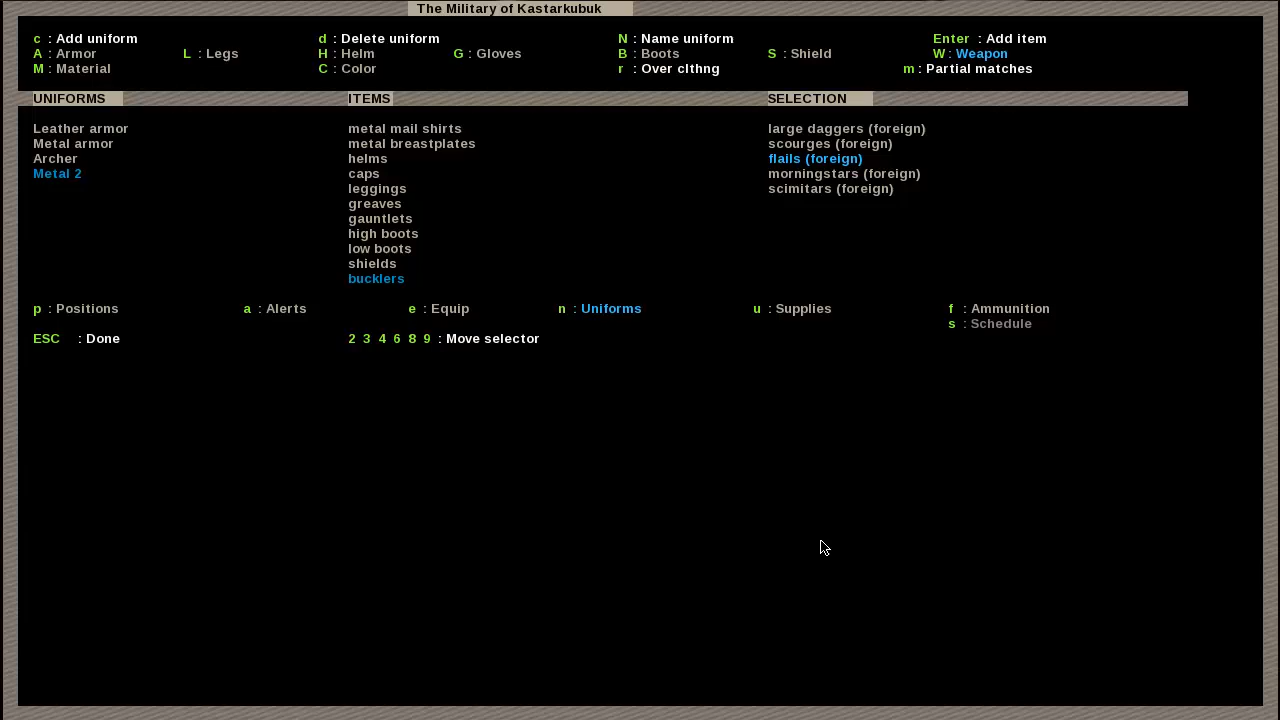 The Military of Kastarkubuk
c : Add uniform d : Delete uniform N : Name uniform Enter : Add item
A : Armor L : Legs H : Helm G : Gloves B : Boots S : Shield W : Weapon
M : Material C : Color r : Over clthng m : Partial matches
UNIFORMS ITEMS SELECTION
Leather armor metal mail shirts large daggers (foreign)
Metal armor metal breastplates scourges (foreign)
Archer helms flails (foreign)
Metal 2 caps morningstars (foreign)
leggings scimitars (foreign)
greaves
gauntlets
high boots
low boots
shields
bucklers
p : Positions a : Alerts e : Equip n : Uniforms u : Supplies f : Ammunition
s : Schedule
ESC : Done 2 3 4 6 8 9 : Move selector